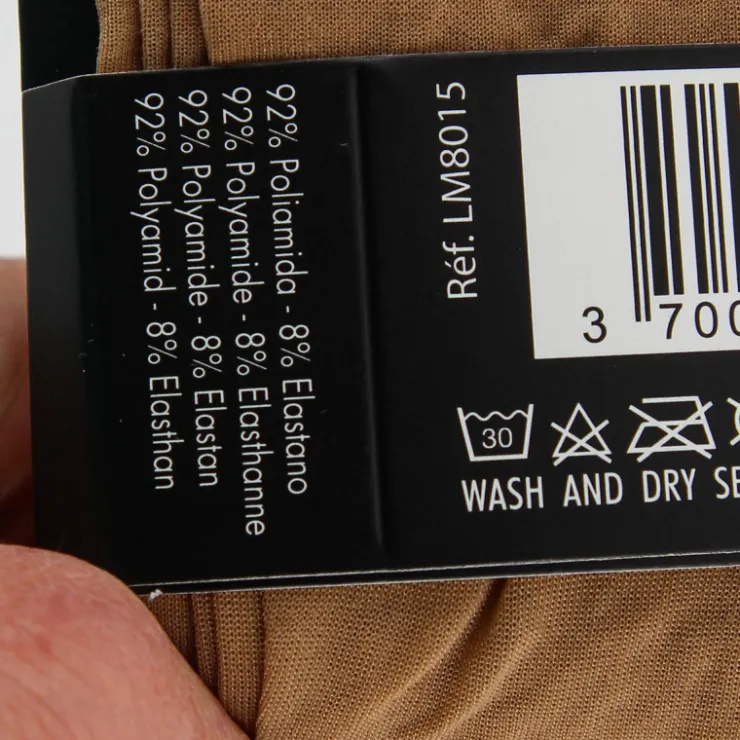 92% Poliamida - 8% Elastano
92% Polyamide - 8% Elasthanne
92% Polyamide - 8% Elastan
92% Polyamid - 8% Elasthan
Réf. LM8015
3 700
30
WASH AND DRY SE